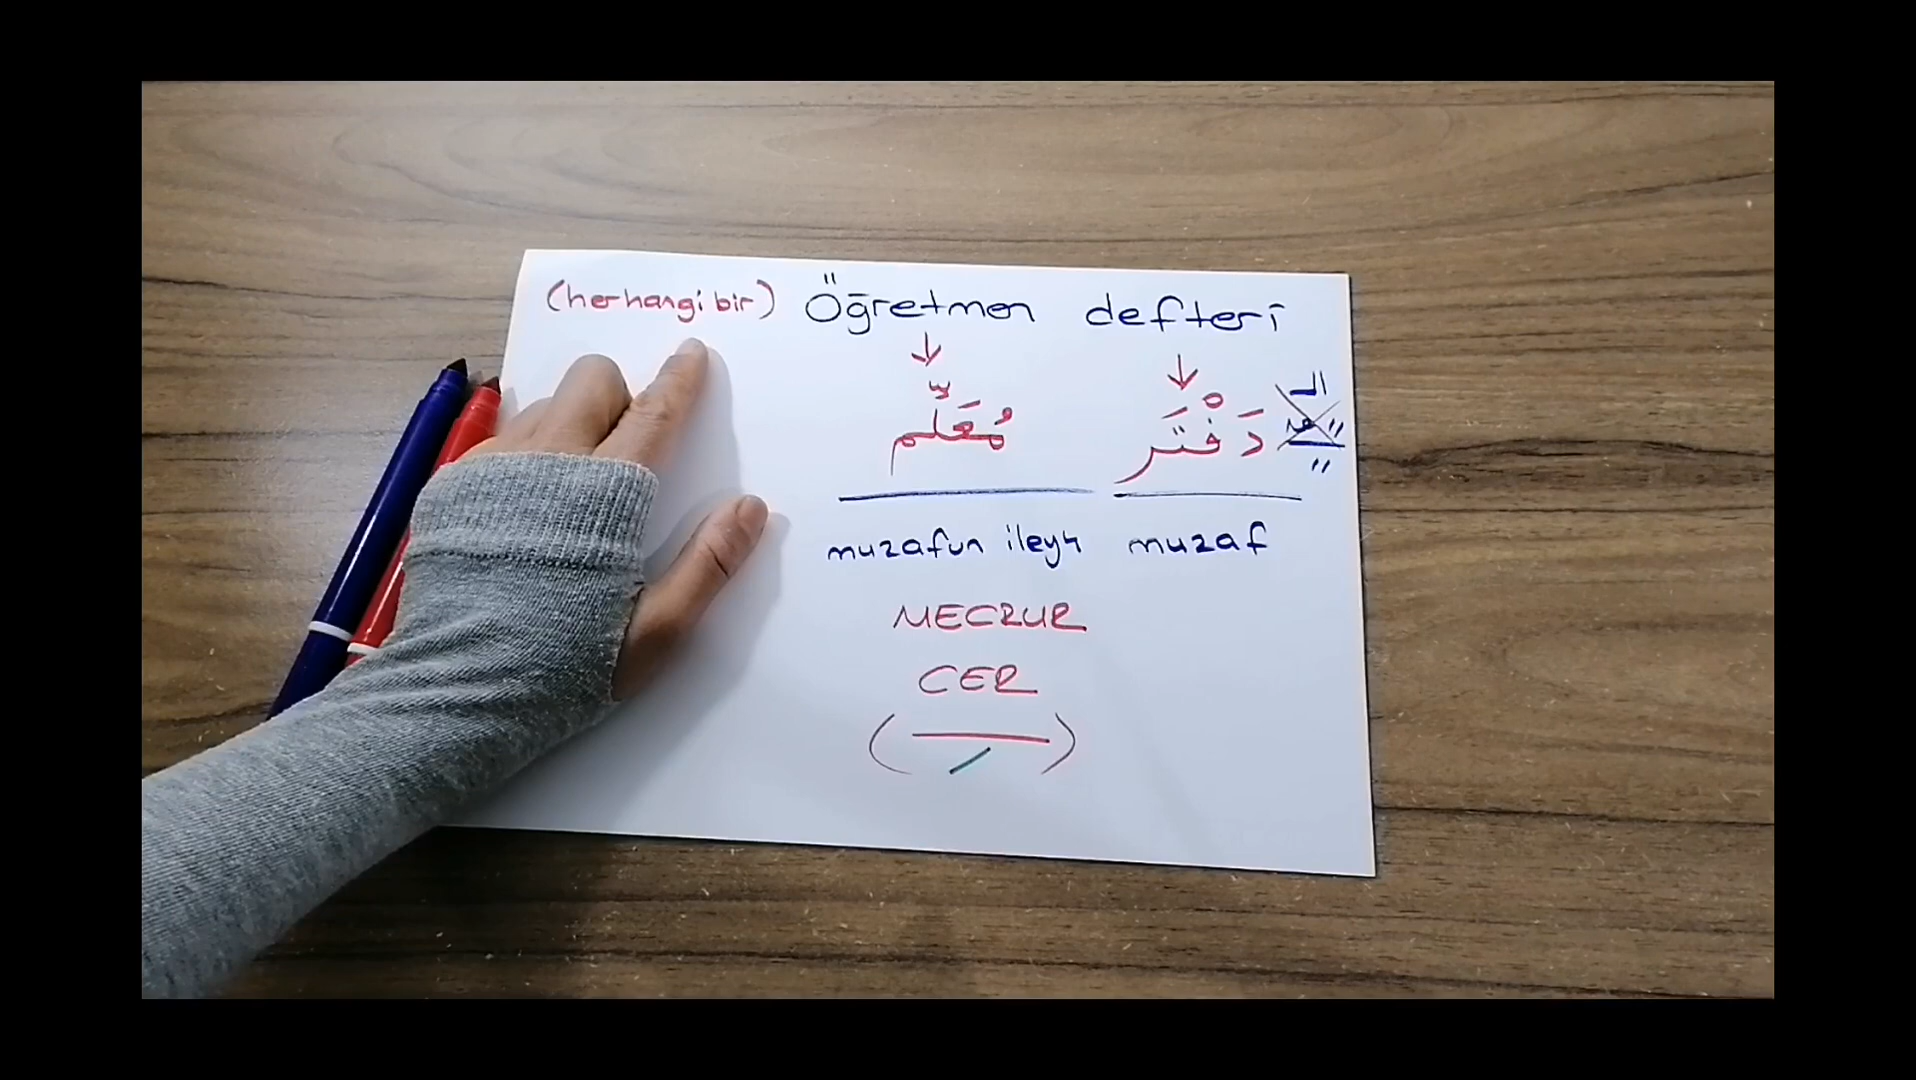 (herhangi bir) Öğretmen defteri
دَفْتَر مُعَلِّم
muzafun ileyh muzaf
MECRUR
CER